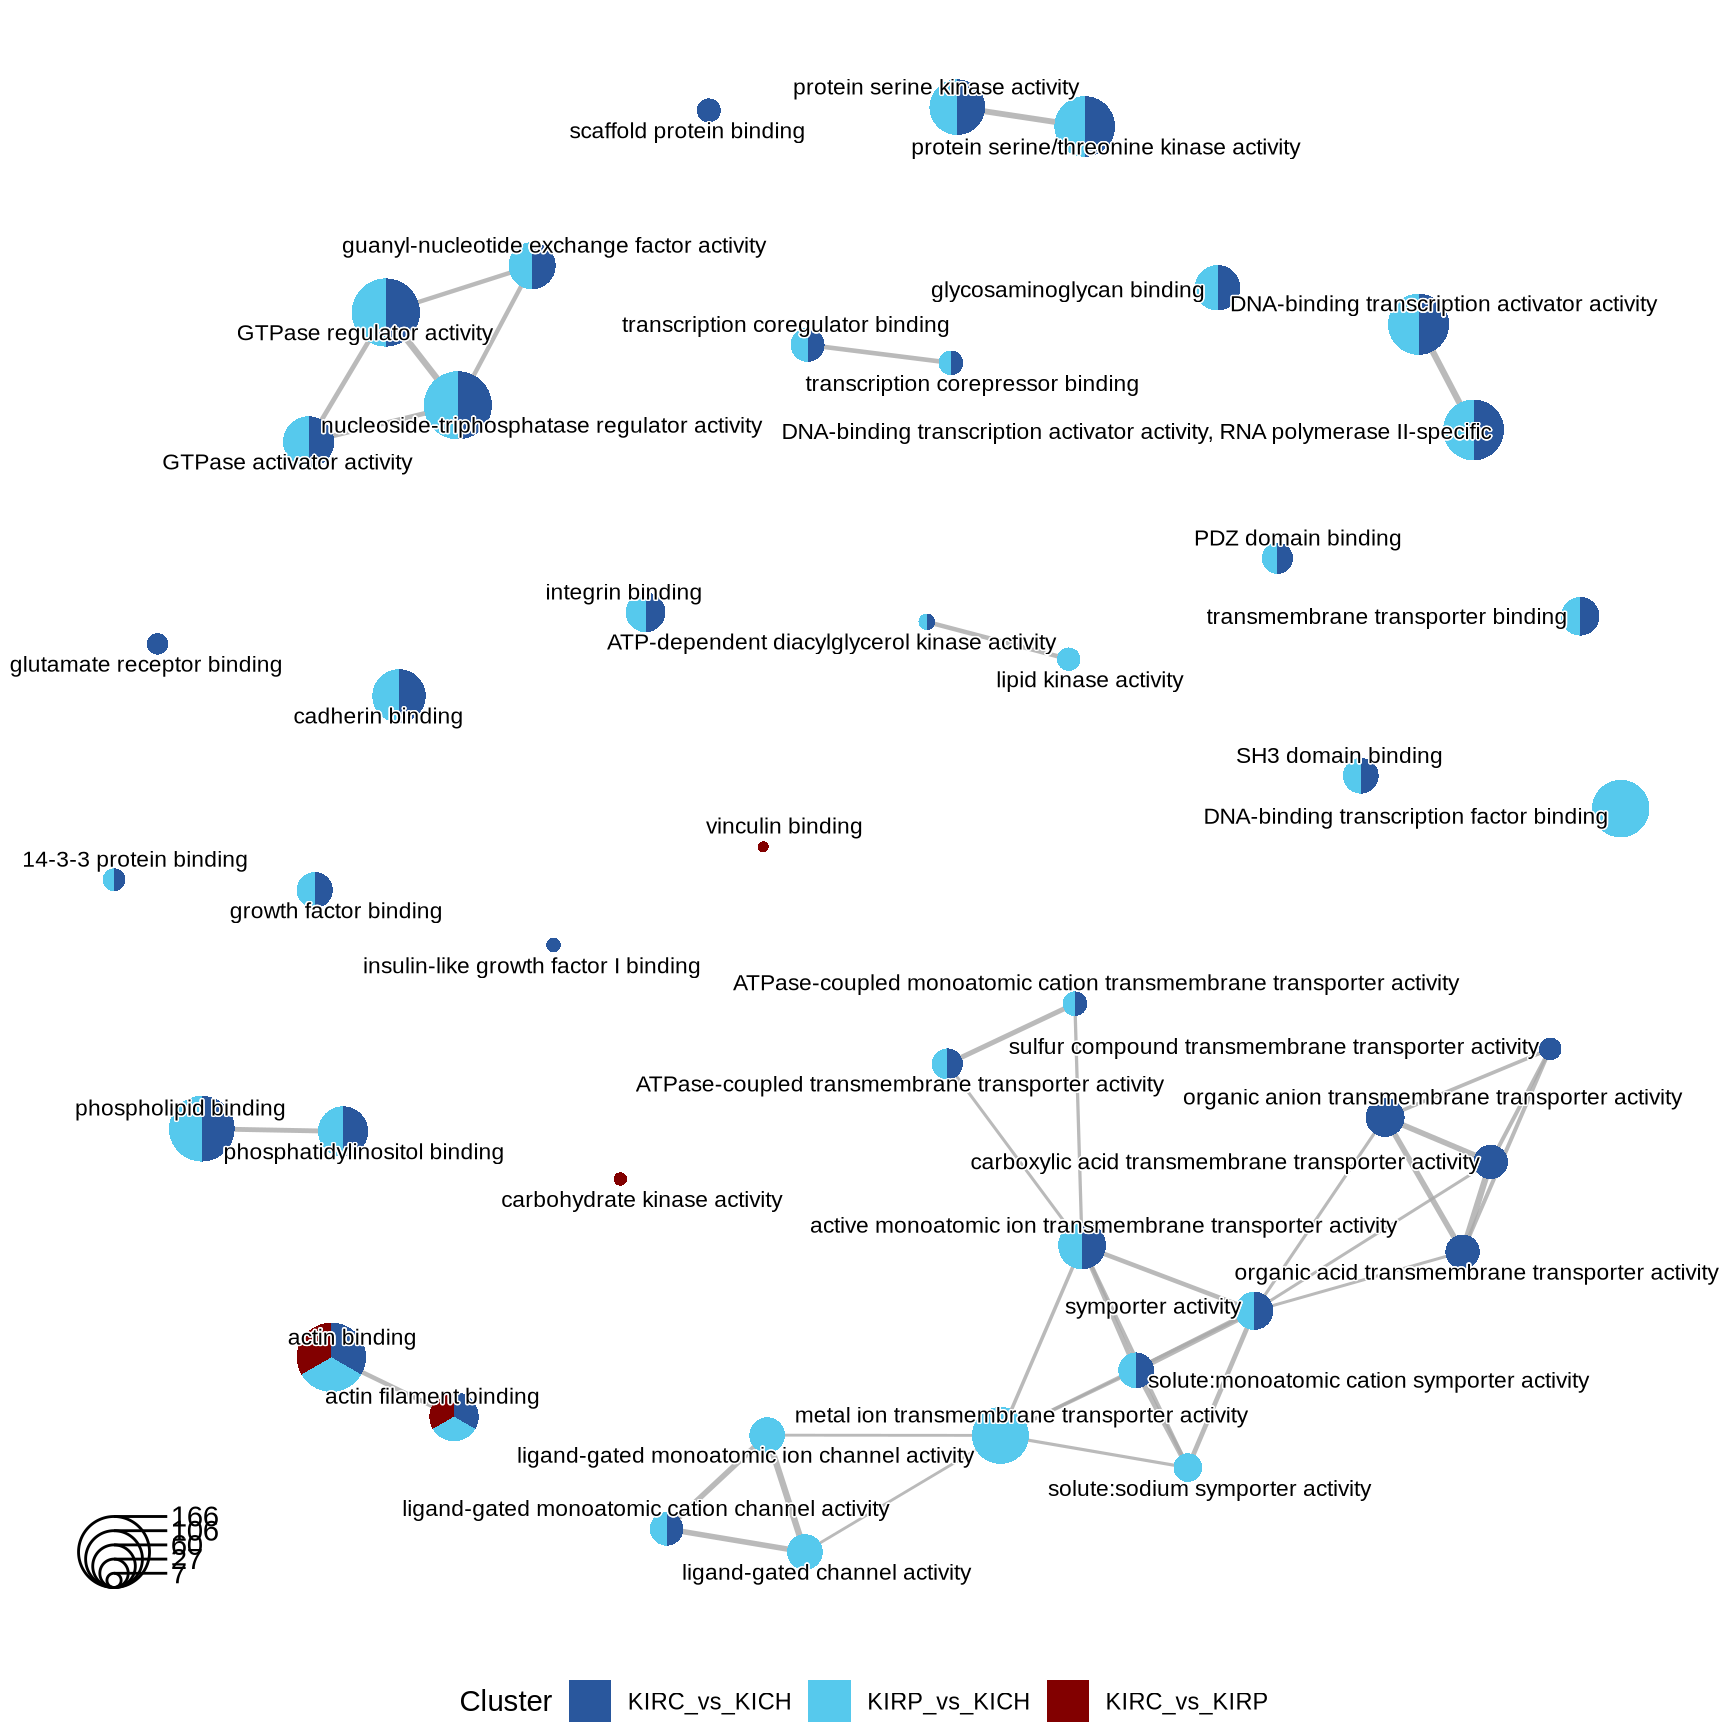 protein serine kinase activity
scaffold protein binding
protein serine/threonine kinase activity
guanyl-nucleotide exchange factor activity
glycosaminoglycan binding
DNA-binding transcription activator activity
transcription coregulator binding
GTPase regulator activity
transcription corepressor binding
nucleoside-triphosphatase regulator activity
DNA-binding transcription activator activity, RNA polymerase II-specific
GTPase activator activity
PDZ domain binding
integrin binding
transmembrane transporter binding
ATP-dependent diacylglycerol kinase activity
glutamate receptor binding
lipid kinase activity
cadherin binding
SH3 domain binding
DNA-binding transcription factor binding
vinculin binding
14-3-3 protein binding
growth factor binding
insulin-like growth factor I binding
ATPase-coupled monoatomic cation transmembrane transporter activity
sulfur compound transmembrane transporter activity
ATPase-coupled transmembrane transporter activity
organic anion transmembrane transporter activity
phospholipid binding
phosphatidylinositol binding
carboxylic acid transmembrane transporter activity
carbohydrate kinase activity
active monoatomic ion transmembrane transporter activity
organic acid transmembrane transporter activity
symporter activity
actin binding
solute:monoatomic cation symporter activity
actin filament binding
metal ion transmembrane transporter activity
ligand-gated monoatomic ion channel activity
solute:sodium symporter activity
ligand-gated monoatomic cation channel activity
ligand-gated channel activity
166
106
60
27
7
Cluster KIRC_vs_KICH KIRP_vs_KICH KIRC_vs_KIRP